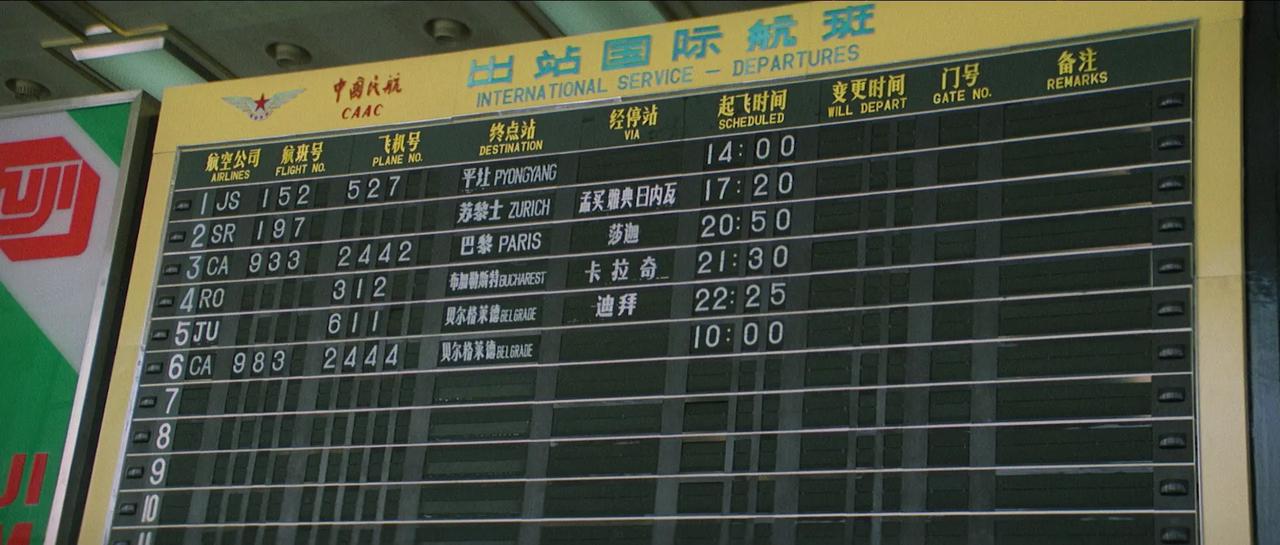 出站国际航班
INTERNATIONAL SERVICE — DEPARTURES
中国民航
CAAC
航空公司 航班号 飞机号 终点站 经停站 起飞时间 变更时间 门号 备注
AIRLINES FLIGHT NO. PLANE NO. DESTINATION VIA SCHEDULED WILL DEPART GATE NO. REMARKS
1 JS 152 527 平壮 PYONGYANG 14:00
2 SR 197 苏黎士 ZURICH 孟买雅典日内瓦 17:20
3 CA 933 2442 巴黎 PARIS 莎迦 20:50
4 RO 312 布加勒斯特 BUCHAREST 卡拉奇 21:30
5 JU 611 贝尔格莱德 BELGRADE 迪拜 22:25
6 CA 983 2444 贝尔格莱德 BELGRADE 10:00
7
8
9
10
11
FUJI